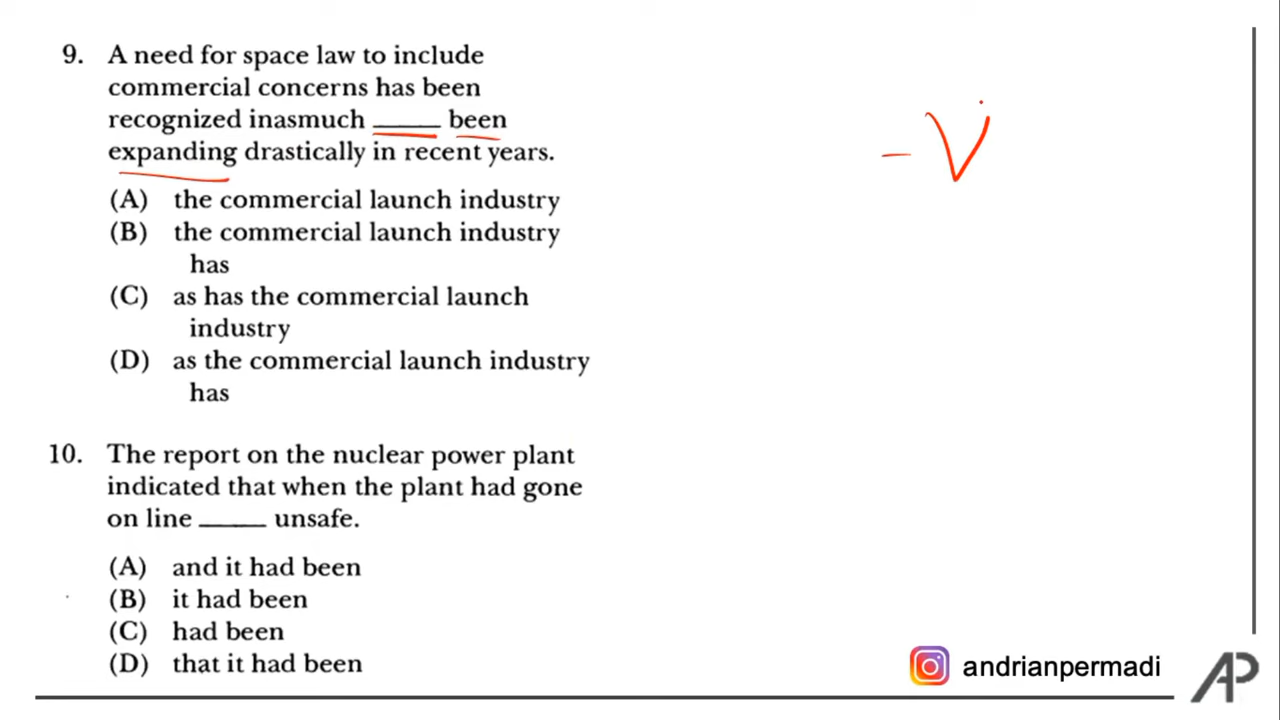 9. A need for space law to include
commercial concerns has been
recognized inasmuch _____ been
expanding drastically in recent years.
(A) the commercial launch industry
(B) the commercial launch industry
has
(C) as has the commercial launch
industry
(D) as the commercial launch industry
has
10. The report on the nuclear power plant
indicated that when the plant had gone
on line _____ unsafe.
(A) and it had been
(B) it had been
(C) had been
(D) that it had been
- V
andrianpermadi
AP